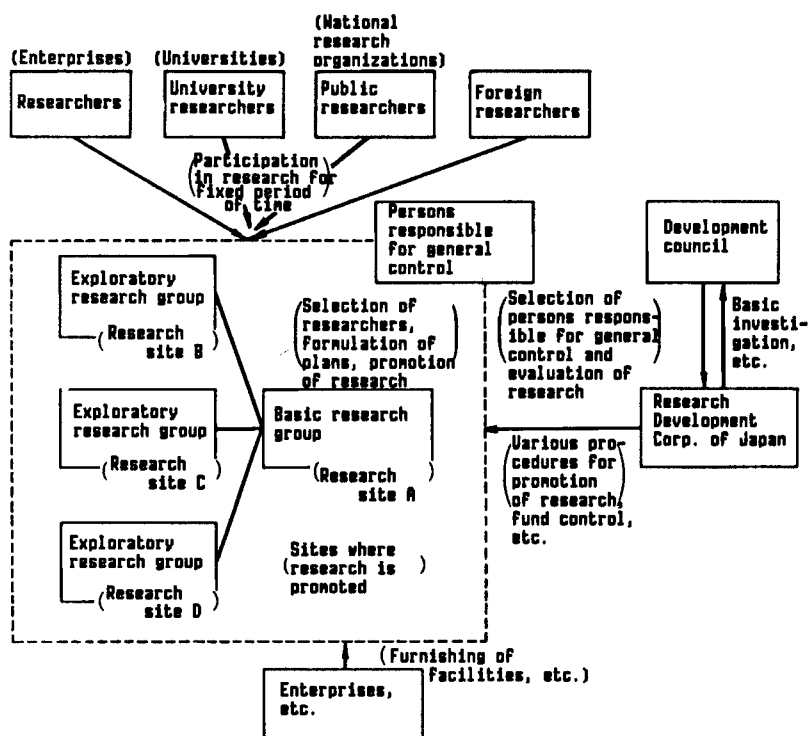 (National
research
organizations)
(Enterprises)
(Universities)
Researchers
University
researchers
Public
researchers
Foreign
researchers
(Participation
in research for
fixed period
of time)
Persons
responsible
for general
control
Development
council
Exploratory
research group
(Research
site B)
(Selection of
researchers,
formulation of
plans, promotion
of research)
(Selection of
persons respons-
ible for general
control and
evaluation of
research)
Basic
investi-
gation,
etc.
Exploratory
research group
(Research
site C)
Basic research
group
(Research
site A)
Research
Development
Corp. of Japan
(Various pro-
cedures for
promotion
of research,
fund control,
etc.)
Exploratory
research group
(Research
site D)
(Sites where
research is
promoted)
(Furnishing of
facilities, etc.)
Enterprises,
etc.